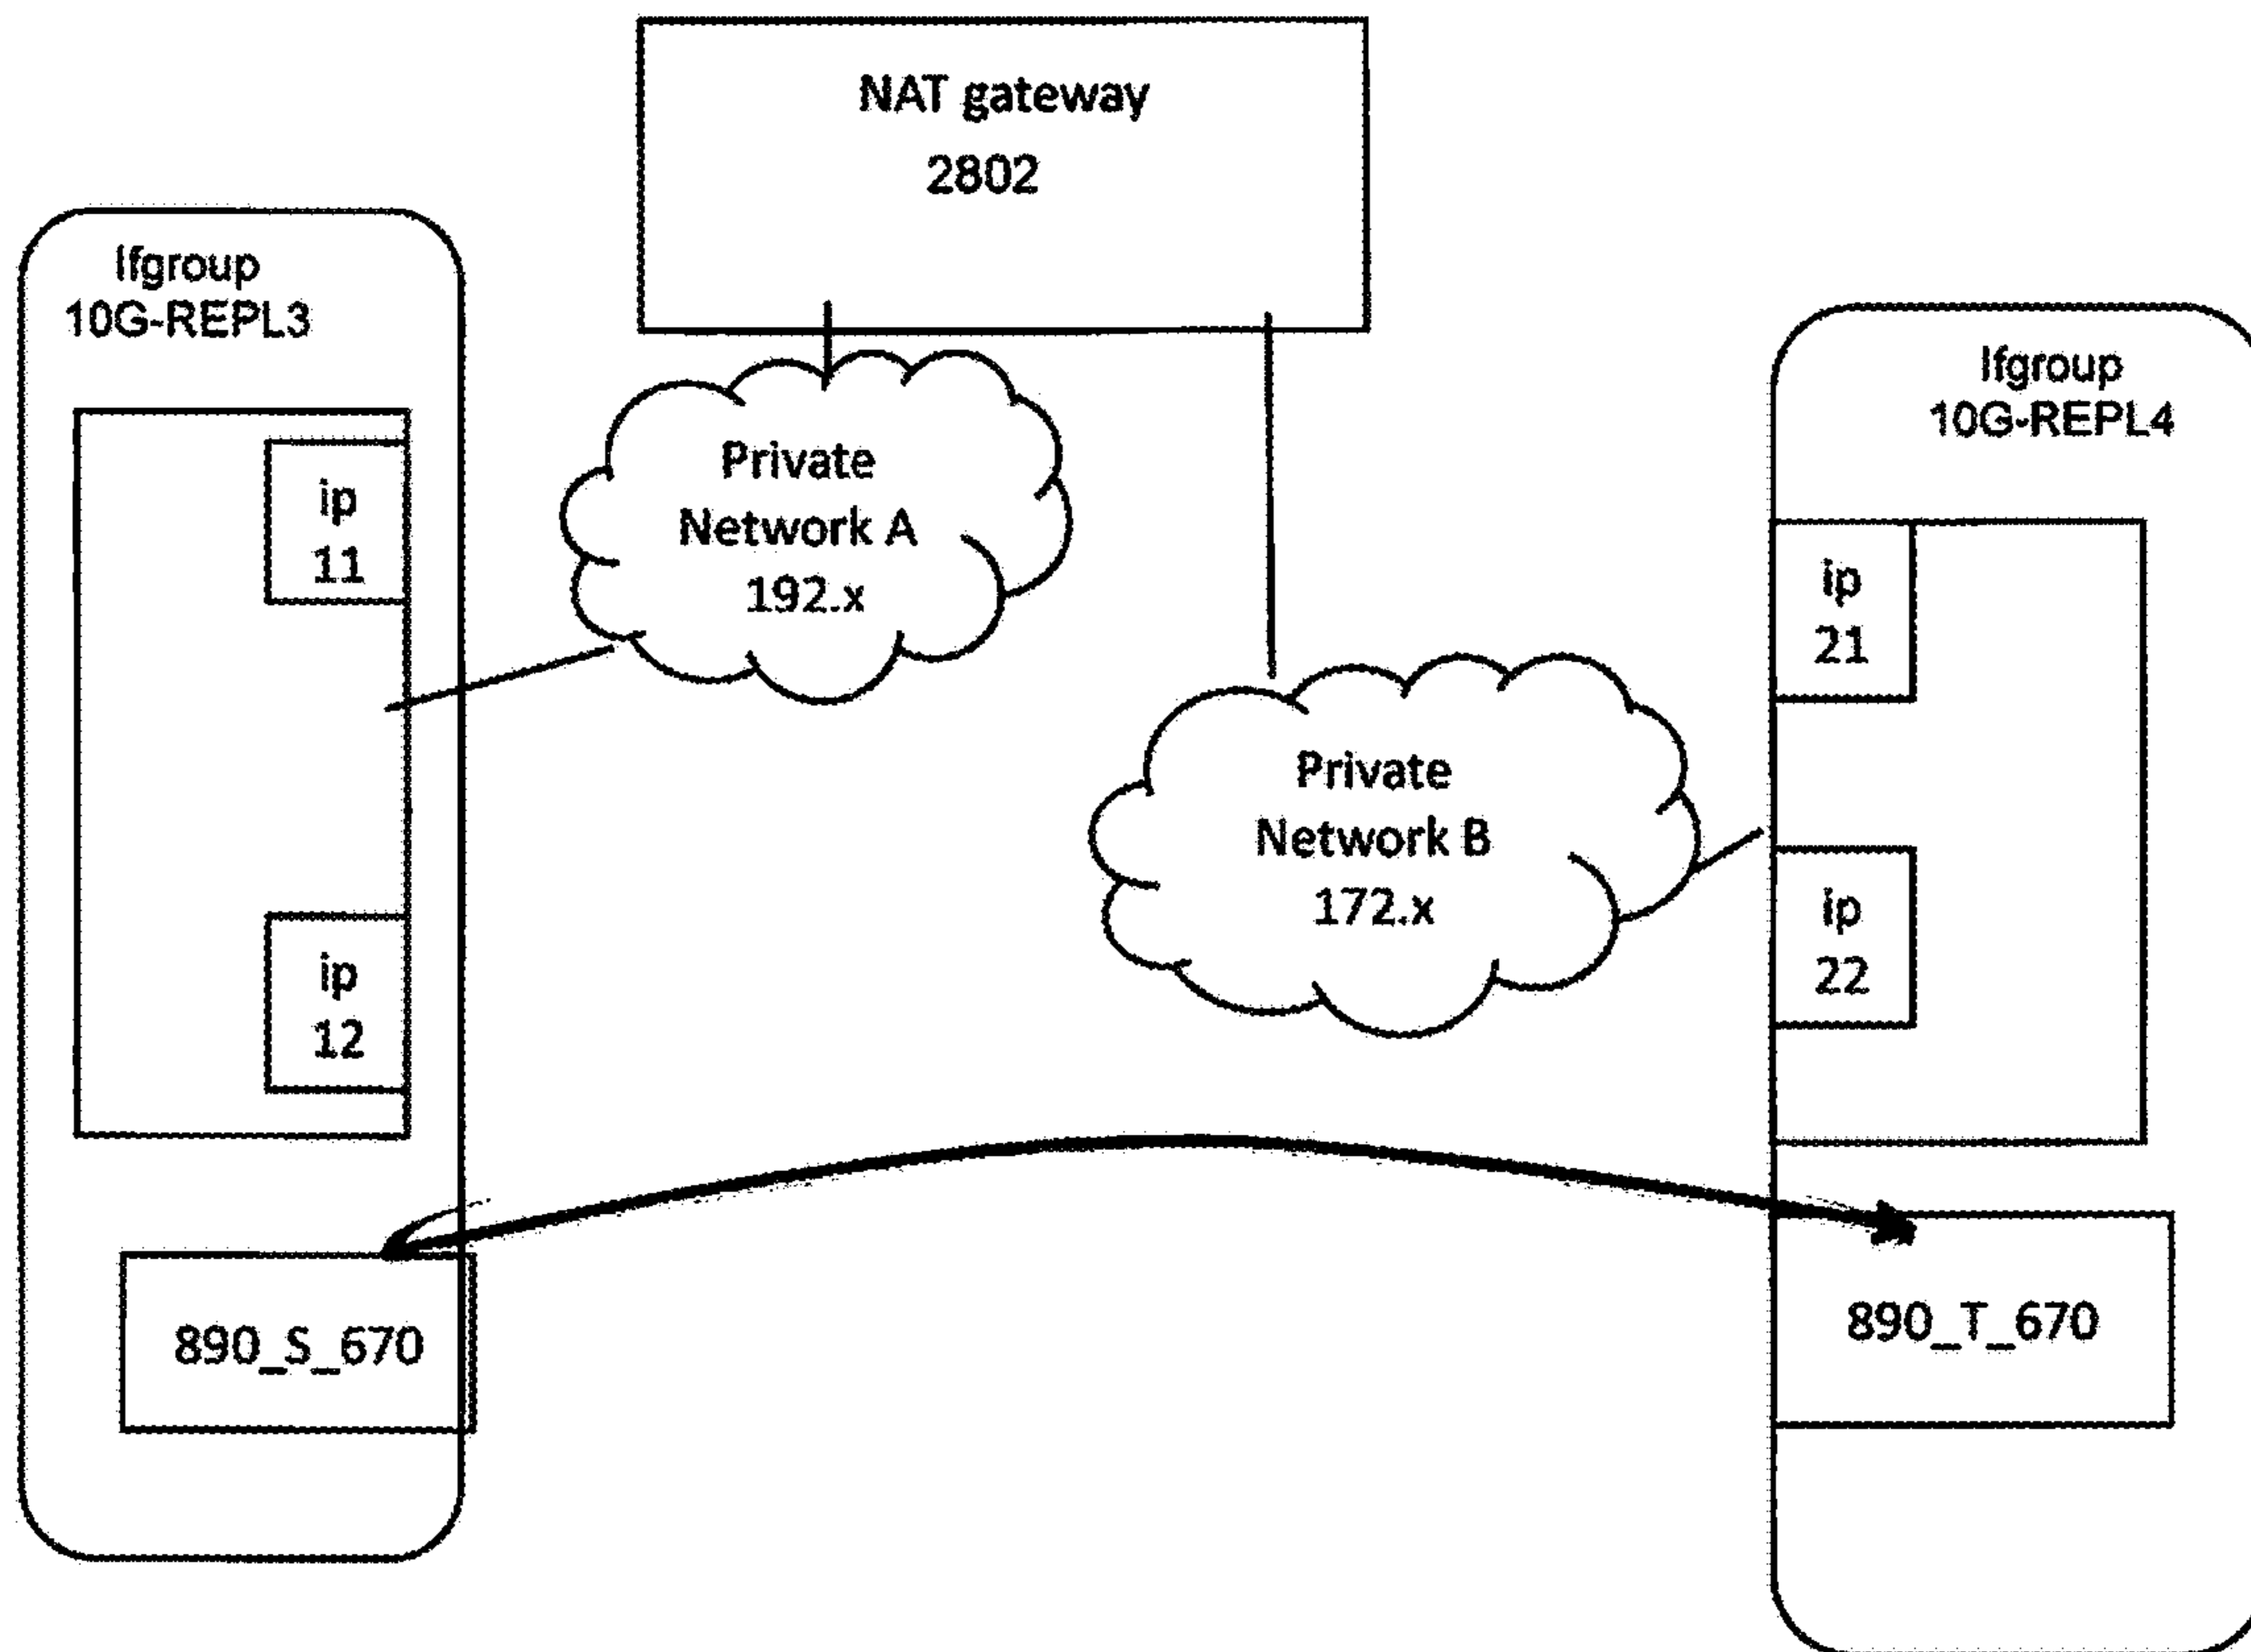 NAT gateway
2802
Ifgroup
10G-REPL3
ip
11
ip
12
Private
Network A
192.x
Private
Network B
172.x
Ifgroup
10G-REPL4
ip
21
ip
22
890_S_670
890_T_670